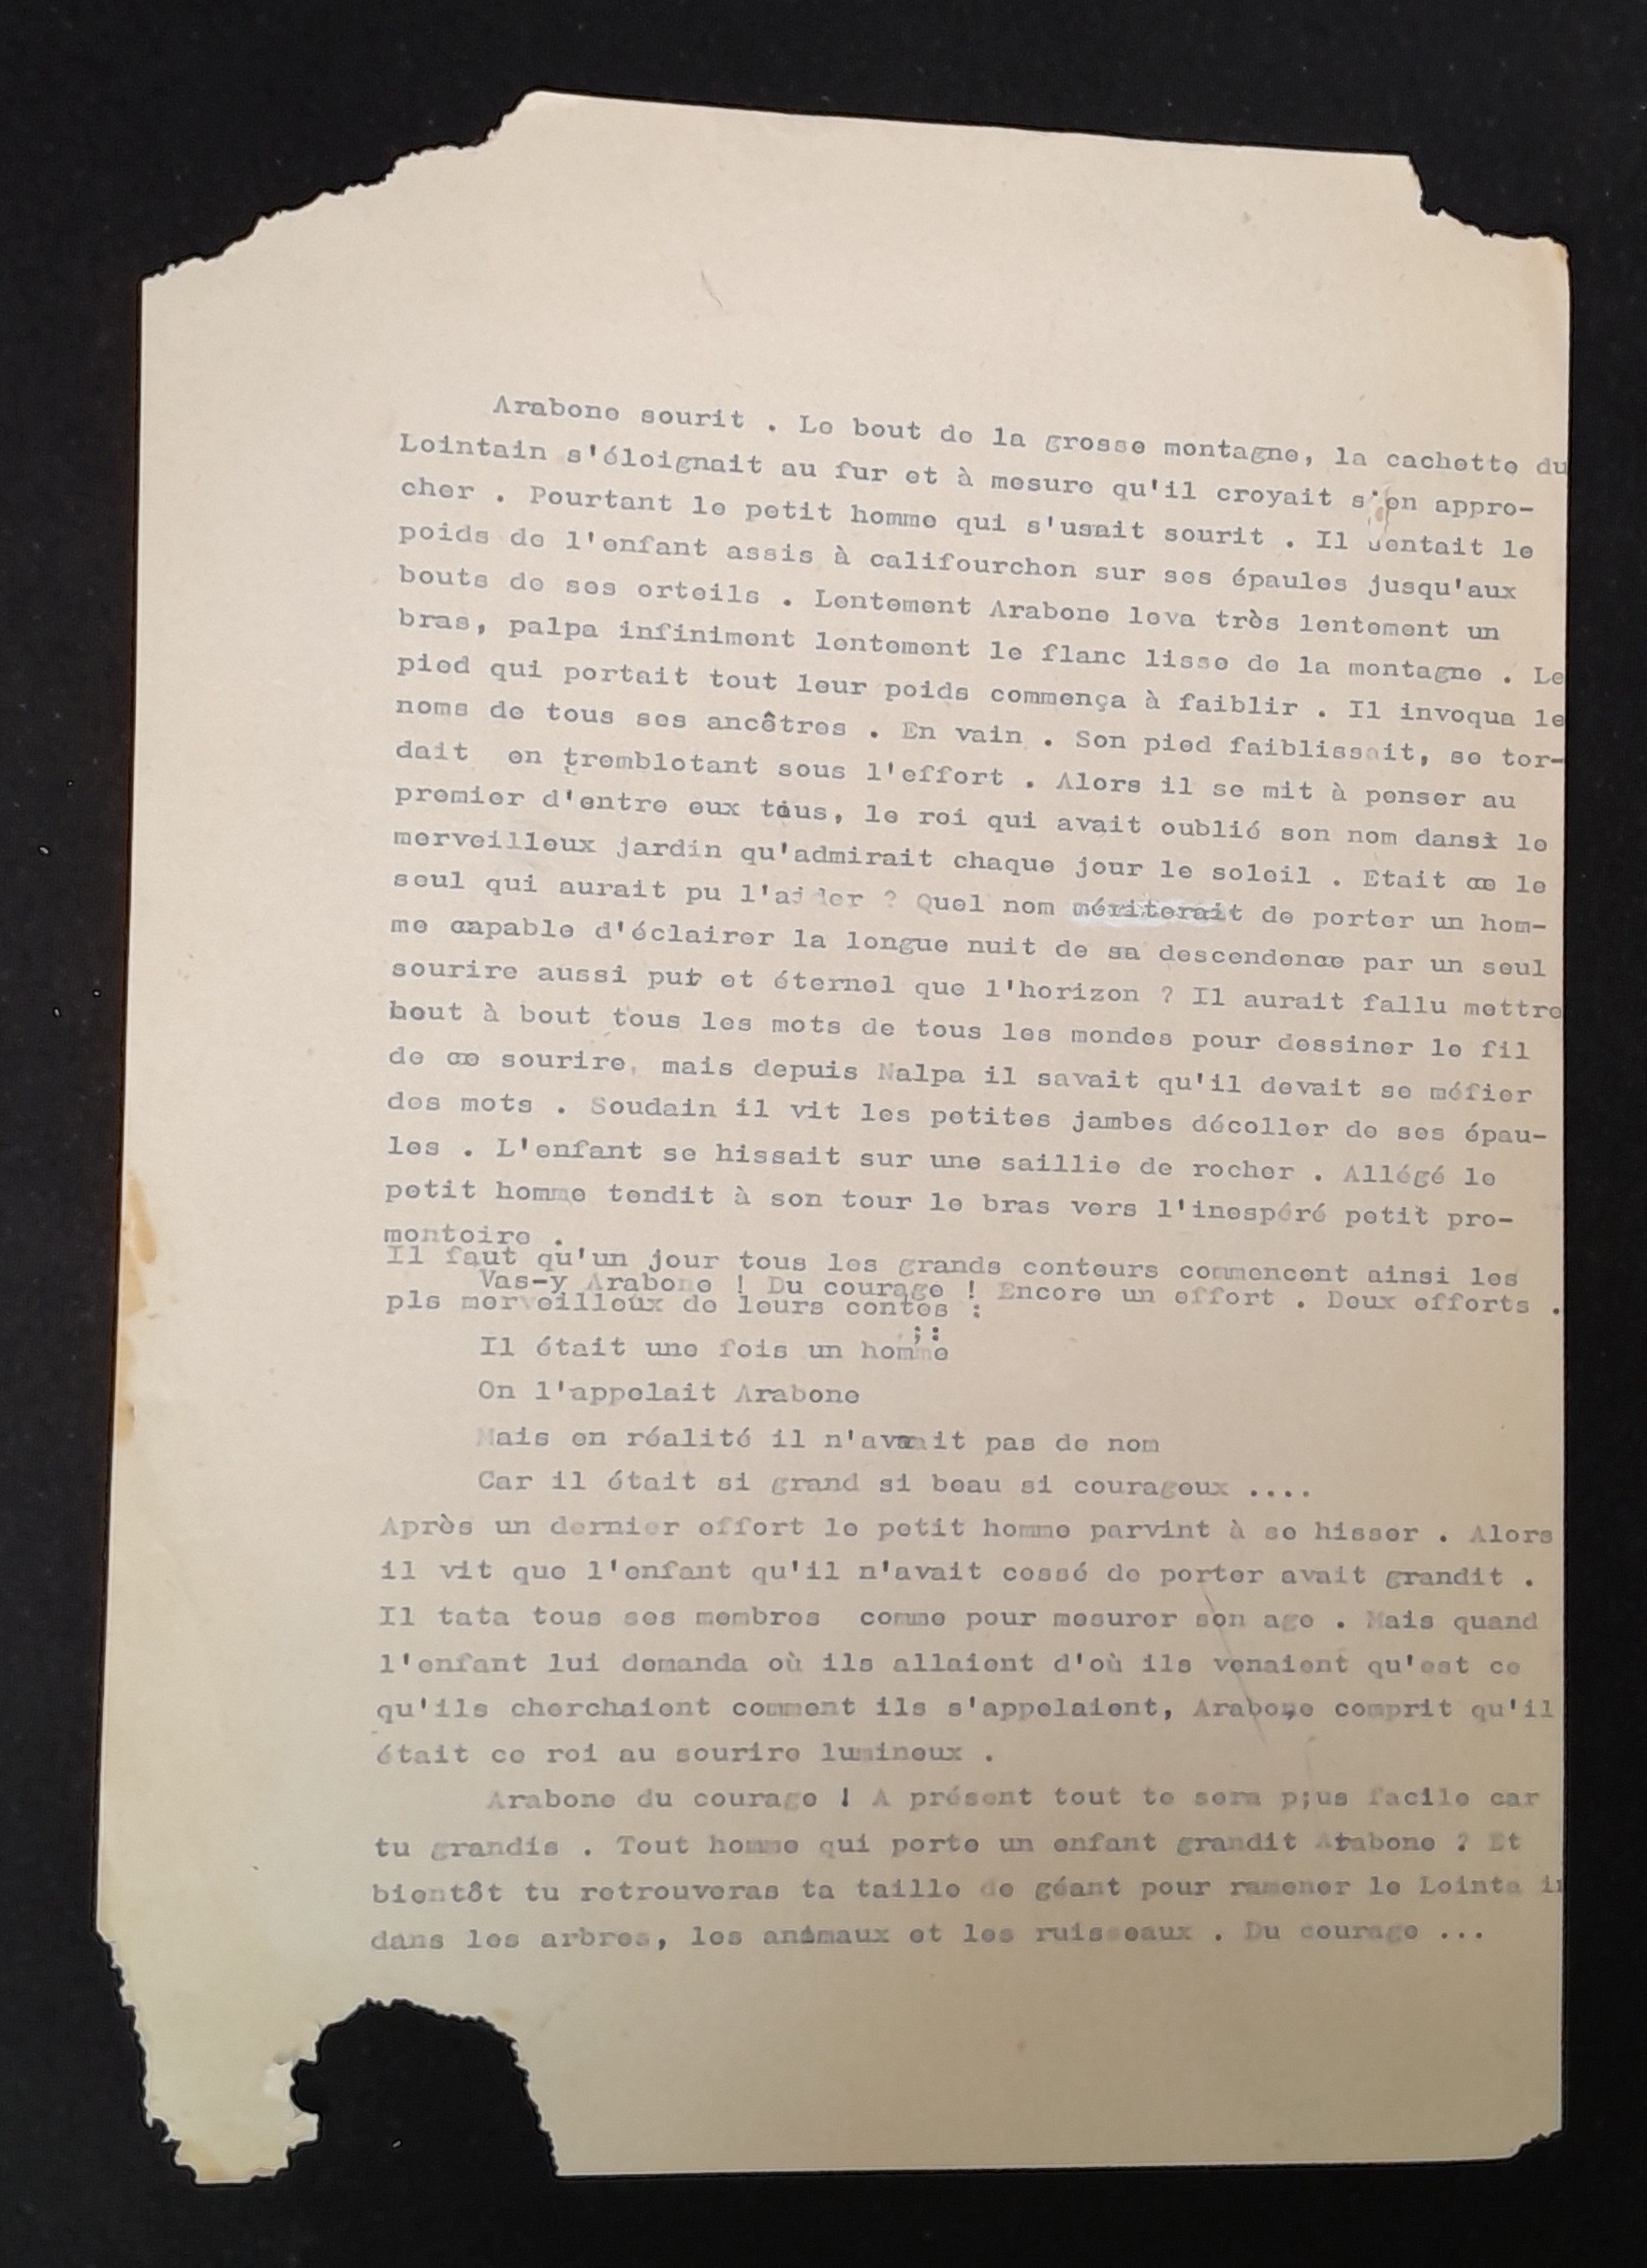 Arabone sourit . Le bout de la grosse montagne, la cachette du
Lointain s'éloignait au fur et à mesure qu'il croyait s'en appro-
cher . Pourtant le petit homme qui s'usait sourit . Il sentait le
poids de l'enfant assis à califourchon sur ses épaules jusqu'aux
bouts de ses orteils . Lentement Arabone leva très lentement un
bras, palpa infiniment lentement le flanc lisse de la montagne . Le
pied qui portait tout leur poids commença à faiblir . Il invoqua le
noms de tous ses ancêtres . En vain . Son pied faiblissait, se tor-
dait en tremblotant sous l'effort . Alors il se mit à penser au
premier d'entre eux tous, le roi qui avait oublié son nom dans le
merveilleux jardin qu'admirait chaque jour le soleil . Etait ce le
seul qui aurait pu l'aider ? Quel nom mériterait de porter un hom-
me capable d'éclairer la longue nuit de sa descendence par un seul
sourire aussi pur et éternel que l'horizon ? Il aurait fallu mettre
bout à bout tous les mots de tous les mondes pour dessiner le fil
de ce sourire, mais depuis Nalpa il savait qu'il devait se méfier
des mots . Soudain il vit les petites jambes décoller de ses épau-
les . L'enfant se hissait sur une saillie de rocher . Allégé le
petit homme tendit à son tour le bras vers l'inespéré petit pro-
montoire .
Il faut qu'un jour tous les grands conteurs commencent ainsi les
Vas-y Arabone ! Du courage ! Encore un effort . Deux efforts .
pls merveilleux de leurs contes :
;:
Il était une fois un homme
On l'appelait Arabone
Mais en réalité il n'avait pas de nom
Car il était si grand si beau si courageux ....
Après un dernier effort le petit homme parvint à se hisser . Alors
il vit que l'enfant qu'il n'avait cessé de porter avait grandit .
Il tata tous ses membres comme pour mesurer son age . Mais quand
l'enfant lui demanda où ils allaient d'où ils venaient qu'est ce
qu'ils cherchaient comment ils s'appelaient, Arabone comprit qu'il
était ce roi au sourire lumineux .
Arabone du courage ! A présent tout te sera p;us facile car
tu grandis . Tout homme qui porte un enfant grandit Arabone ? Et
bientôt tu retrouveras ta taille de géant pour ramener le Lointain
dans les arbres, les animaux et les ruisseaux . Du courage ...